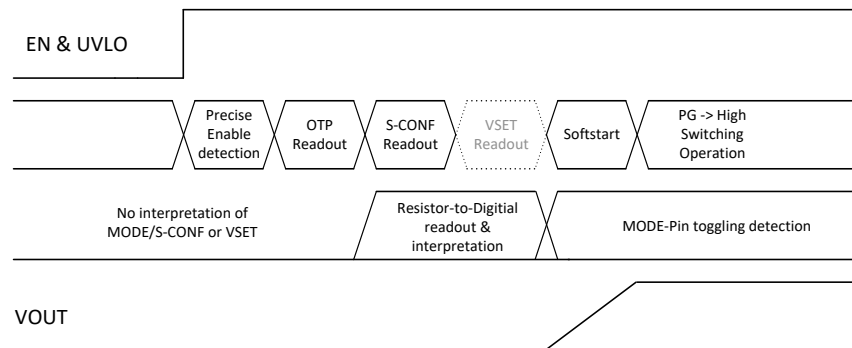 EN & UVLO
Precise
Enable
detection
OTP
Readout
S-CONF
Readout
VSET
Readout
Softstart
PG -> High
Switching
Operation
No interpretation of
MODE/S-CONF or VSET
Resistor-to-Digitial
readout &
interpretation
MODE-Pin toggling detection
VOUT